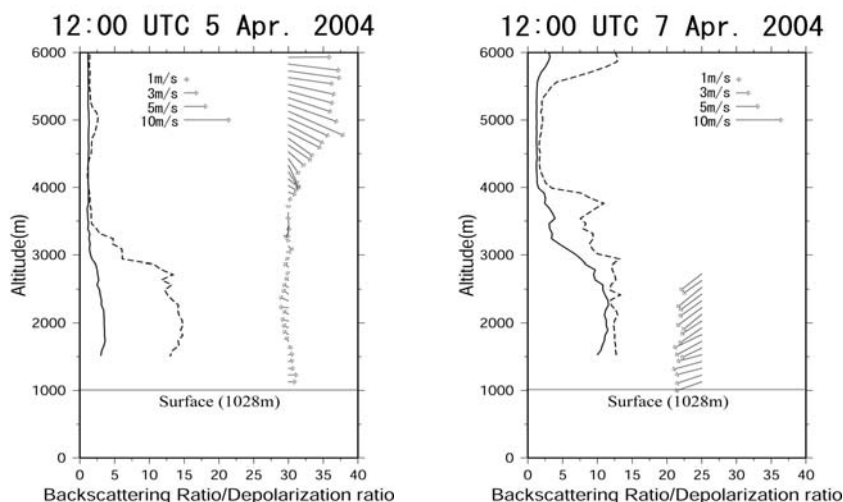 12:00 UTC 5 Apr. 2004
6000
5000
4000
3000
2000
1000
0
Altitude(m)
1m/s
3m/s
5m/s
10m/s
Surface (1028m)
0 5 10 15 20 25 30 35 40
Backscattering Ratio/Depolarization ratio
12:00 UTC 7 Apr. 2004
6000
5000
4000
3000
2000
1000
0
Altitude(m)
1m/s
3m/s
5m/s
10m/s
Surface (1028m)
0 5 10 15 20 25 30 35 40
Backscattering Ratio/Depolarization ratio